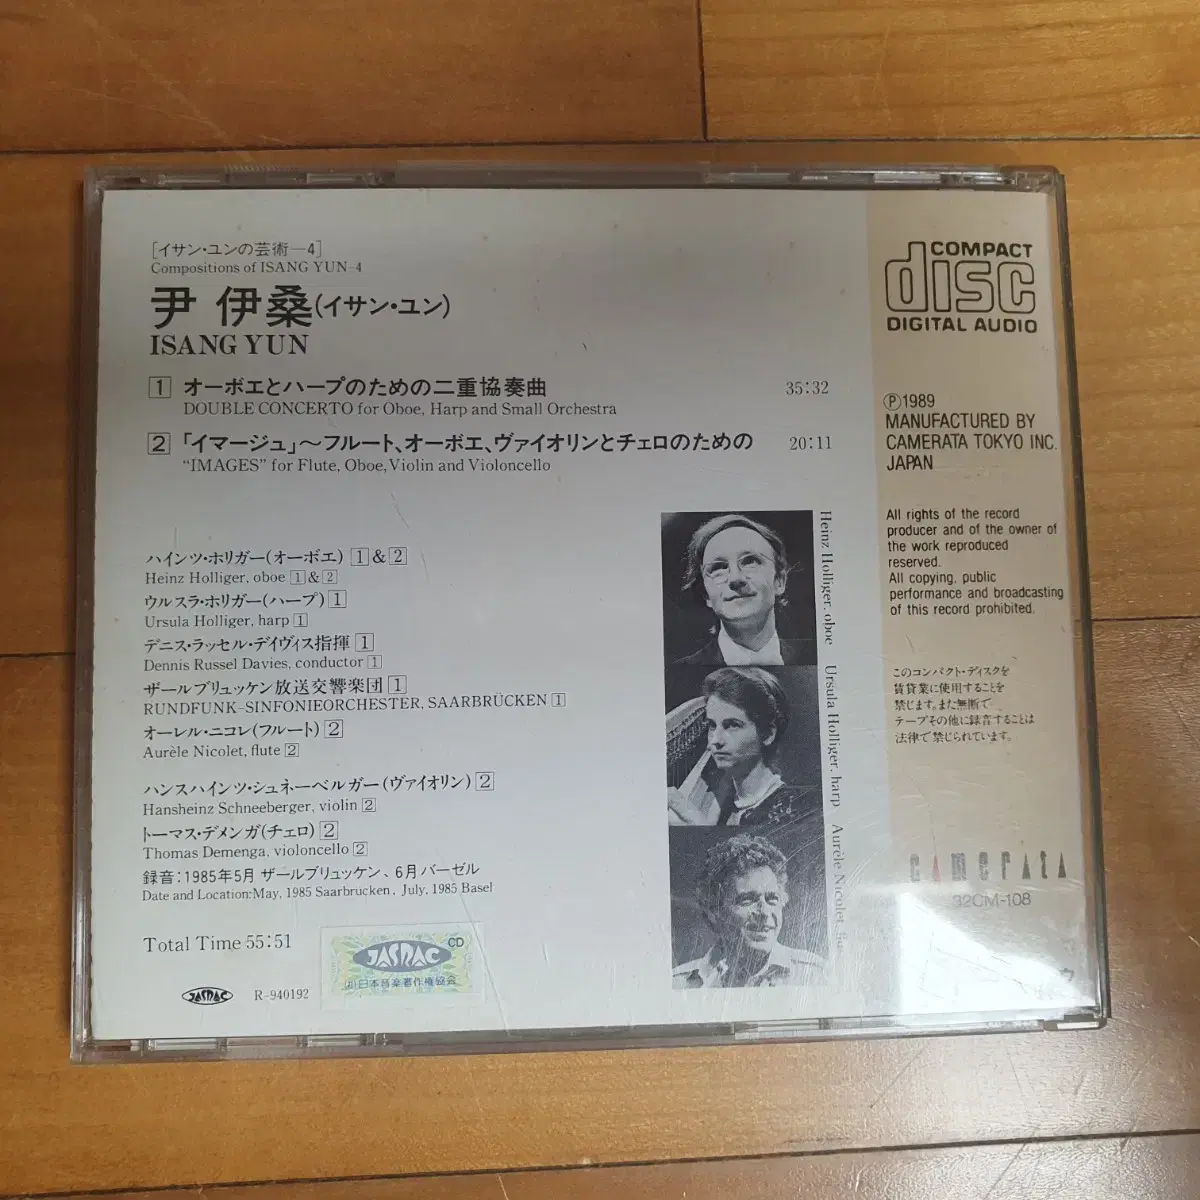 [イサン・ユンの芸術—4]
Compositions of ISANG YUN-4
尹 伊桑(イサン・ユン)
ISANG YUN
1 オーボエとハープのための二重協奏曲 35:32
DOUBLE CONCERTO for Oboe, Harp and Small Orchestra
2 「イマージュ」〜フルート、オーボエ、ヴァイオリンとチェロのための 20:11
"IMAGES" for Flute, Oboe, Violin and Violoncello
ハインツ・ホリガー(オーボエ) 1 & 2
Heinz Holliger, oboe 1 & 2
ウルスラ・ホリガー(ハープ) 1
Ursula Holliger, harp 1
デニス・ラッセル・デイヴィス指揮 1
Dennis Russel Davies, conductor 1
ザールブリュッケン放送交響楽団 1
RUNDFUNK-SINFONIEORCHESTER, SAARBRÜCKEN 1
オーレル・ニコレ(フルート) 2
Aurèle Nicolet, flute 2
ハンスハインツ・シュネーベルガー(ヴァイオリン) 2
Hansheinz Schneeberger, violin 2
トーマス・デメンガ(チェロ) 2
Thomas Demenga, violoncello 2
録音:1985年5月 ザールブリュッケン、6月 バーゼル
Date and Location: May, 1985 Saarbrucken, July, 1985 Basel
Total Time 55:51
JASRAC R-940192
JASRAC CD
日本音楽著作権協会
Heinz Holliger, oboe Ursula Holliger, harp Aurèle Nicolet,
COMPACT
disc
DIGITAL AUDIO
Ⓟ1989
MANUFACTURED BY
CAMERATA TOKYO INC.
JAPAN
All rights of the record
producer and of the owner of
the work reproduced
reserved.
All copying, public
performance and broadcasting
of this record prohibited.
このコンパクト・ディスクを
賃貸業に使用することを
禁じます。また無断で
テープその他に録音することは
法律で禁じられています。
camerata
32CM-108